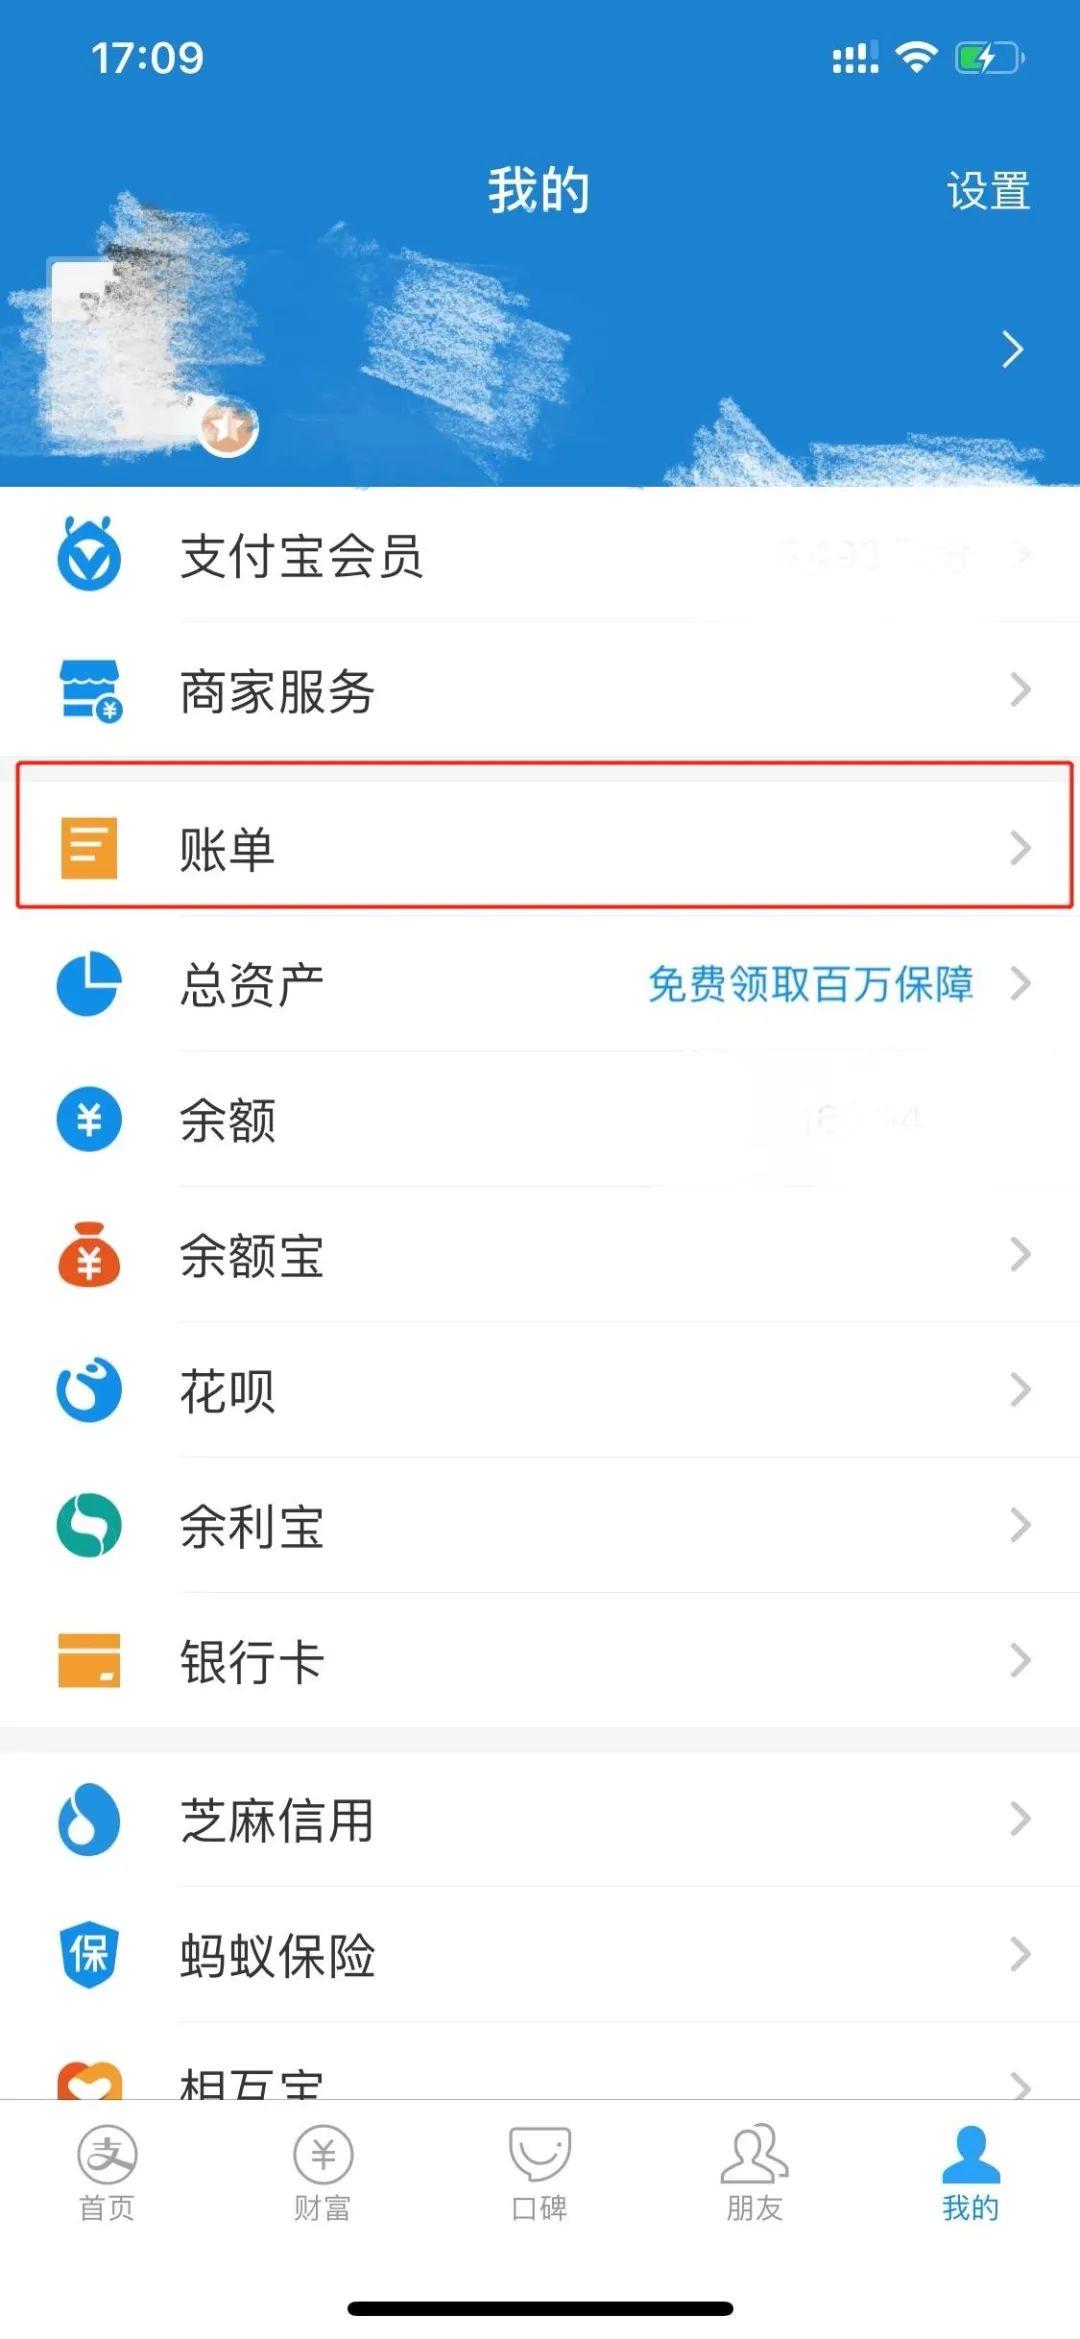 17:09
我的
设置
支付宝会员
商家服务
账单
总资产
免费领取百万保障
余额
余额宝
花呗
余利宝
银行卡
芝麻信用
保
蚂蚁保险
相互宝
支
首页
财富
口碑
朋友
我的